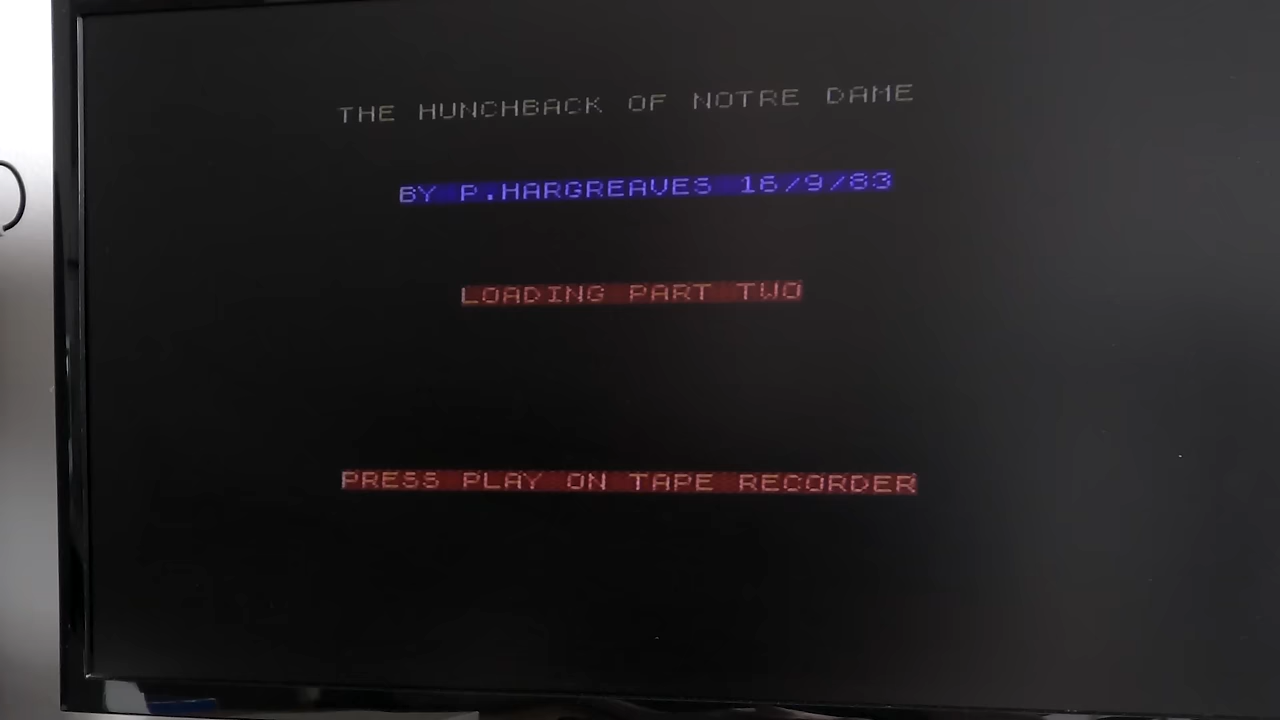 THE HUNCHBACK OF NOTRE DAME
BY P.HARGREAVES 16/9/83
LOADING PART TWO
PRESS PLAY ON TAPE RECORDER